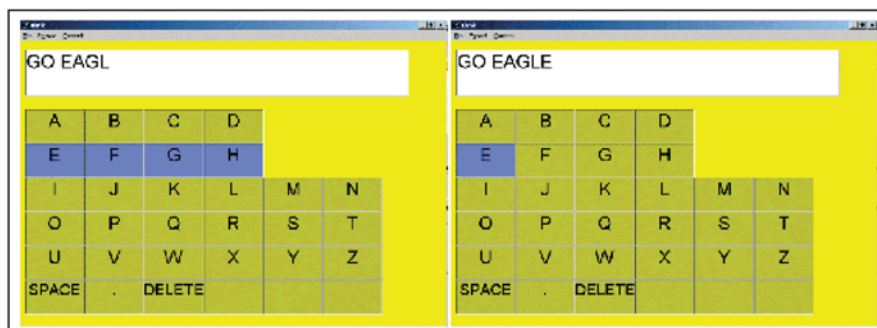 GO EAGL
A B C D
E F G H
I J K L M N
O P Q R S T
U V W X Y Z
SPACE . DELETE
GO EAGLE
A B C D
E F G H
I J K L M N
O P Q R S T
U V W X Y Z
SPACE . DELETE